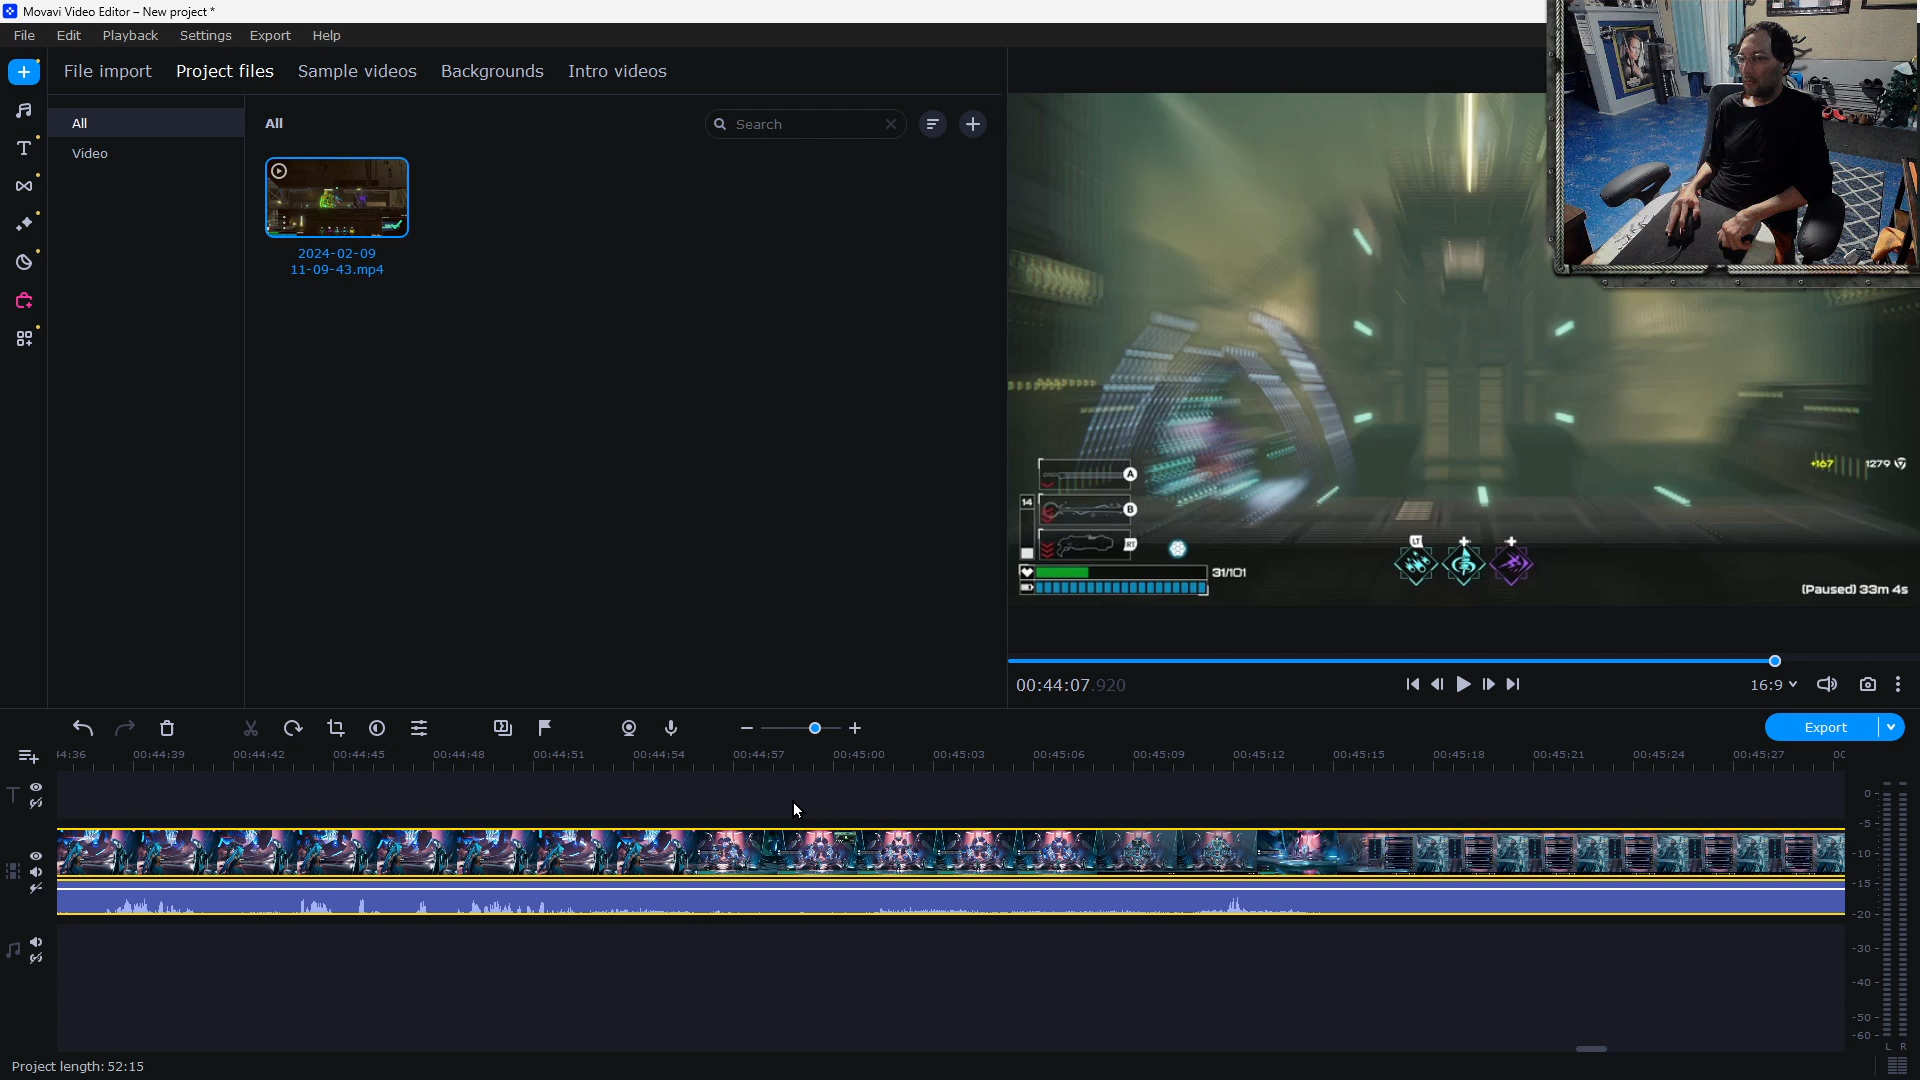 Movavi Video Editor – New project *
File Edit Playback Settings Export Help
File import Project files Sample videos Backgrounds Intro videos
All
Video
All
Search
2024-02-09
11-09-43.mp4
A
14
B
RT
31/101
LT
+167 1279
(Paused) 33m 4s
00:44:07.920
16:9
Export
00:44:39 00:44:42 00:44:45 00:44:48 00:44:51 00:44:54 00:44:57 00:45:00 00:45:03 00:45:06 00:45:09 00:45:12 00:45:15 00:45:18 00:45:21 00:45:24 00:45:27
0
-5
-10
-15
-20
-30
-40
-50
-60
L R
Project length: 52:15